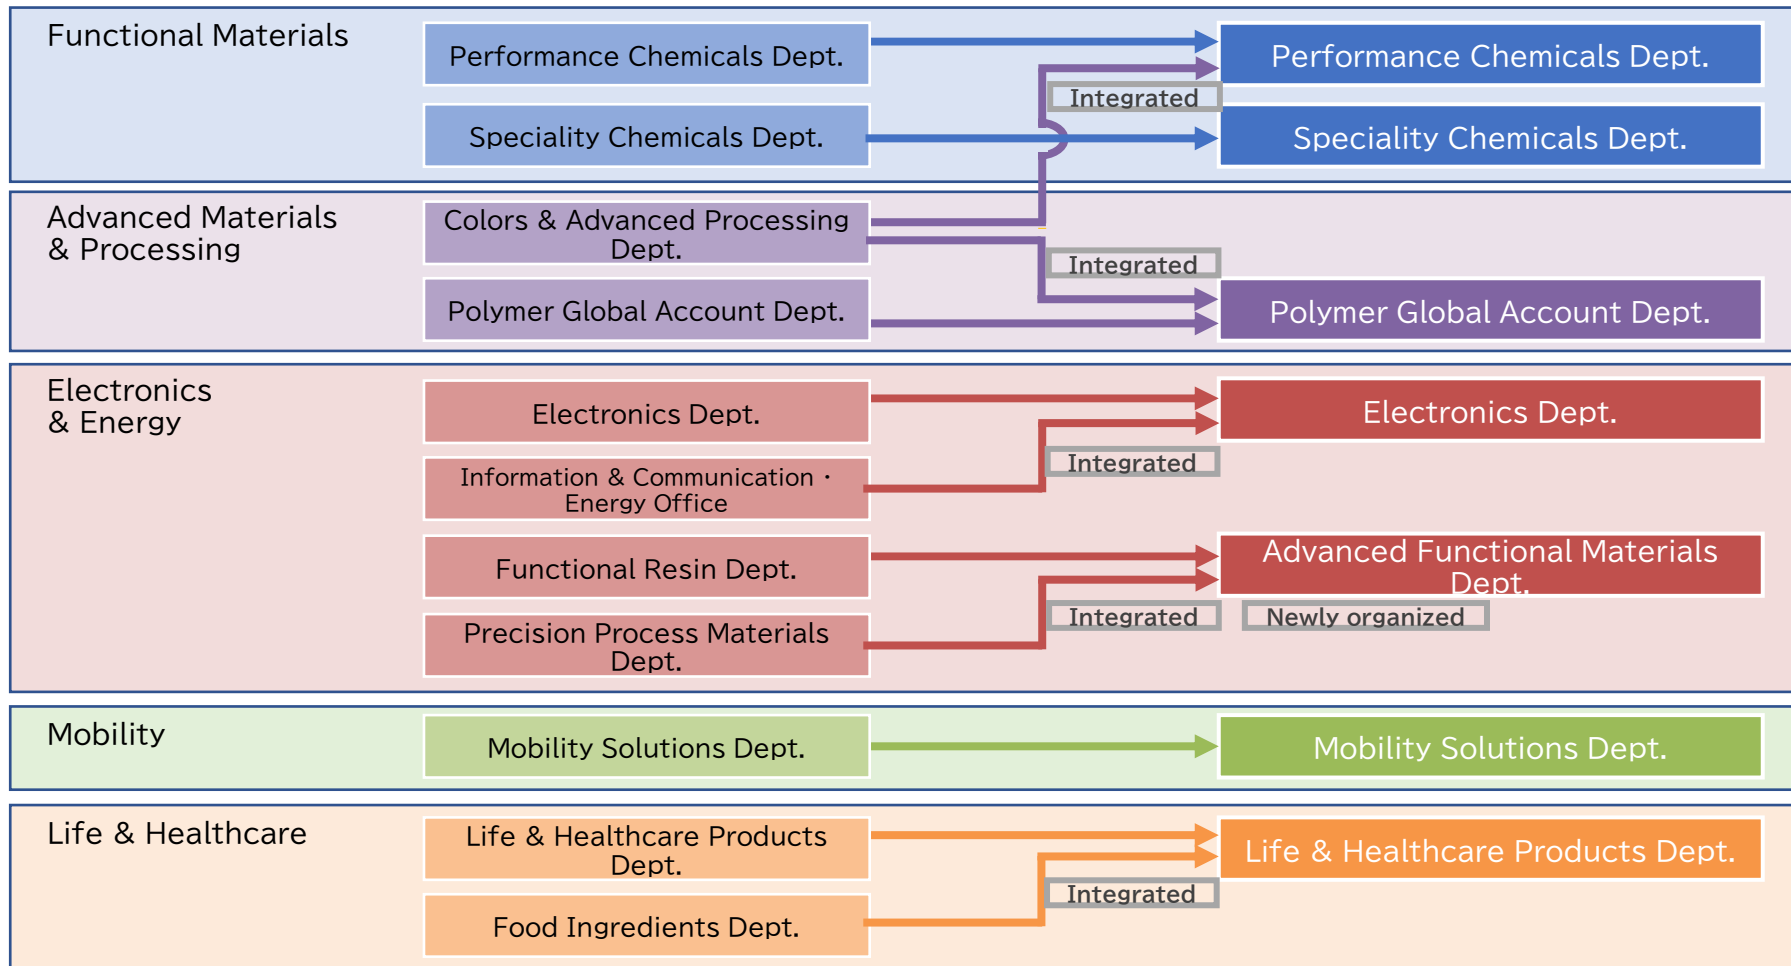 Functional Materials
Performance Chemicals Dept.
Performance Chemicals Dept.
Integrated
Speciality Chemicals Dept.
Speciality Chemicals Dept.
Advanced Materials
& Processing
Colors & Advanced Processing
Dept.
Integrated
Polymer Global Account Dept.
Polymer Global Account Dept.
Electronics
& Energy
Electronics Dept.
Electronics Dept.
Integrated
Information & Communication・
Energy Office
Functional Resin Dept.
Advanced Functional Materials
Dept.
Integrated
Newly organized
Precision Process Materials
Dept.
Mobility
Mobility Solutions Dept.
Mobility Solutions Dept.
Life & Healthcare
Life & Healthcare Products
Dept.
Life & Healthcare Products Dept.
Integrated
Food Ingredients Dept.